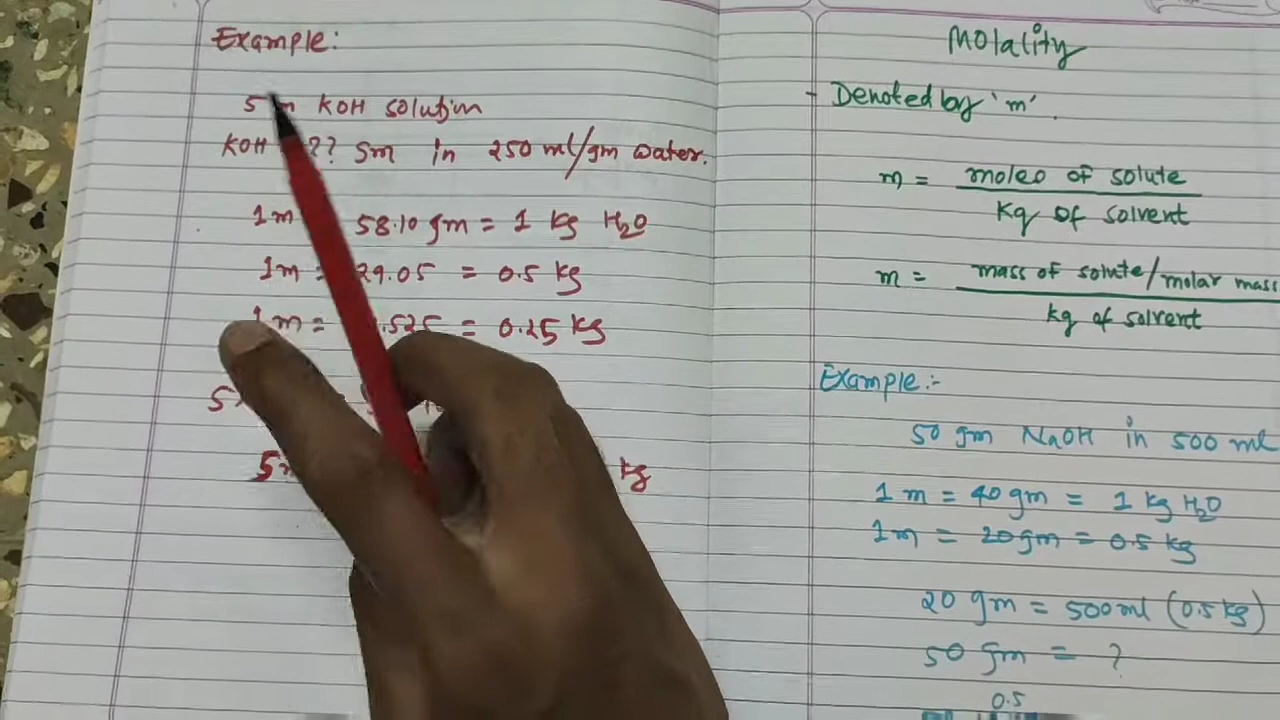 Example:
5m KOH solution
KOH ?? 5m in 250 ml/gm water.
1m 58.10 gm = 1 kg H2O
1m = 29.05 = 0.5 kg
1m = .525 = 0.25 kg
kg
Molality
- Denoted by 'm'.
m = moles of solute
kg of solvent
m = mass of solute/molar mass
kg of solvent
Example:-
50 gm NaOH in 500 ml
1 m = 40 gm = 1 kg H2O
1m = 20 gm = 0.5 kg
20 gm = 500 ml (0.5 kg)
50 gm = ?
0.5